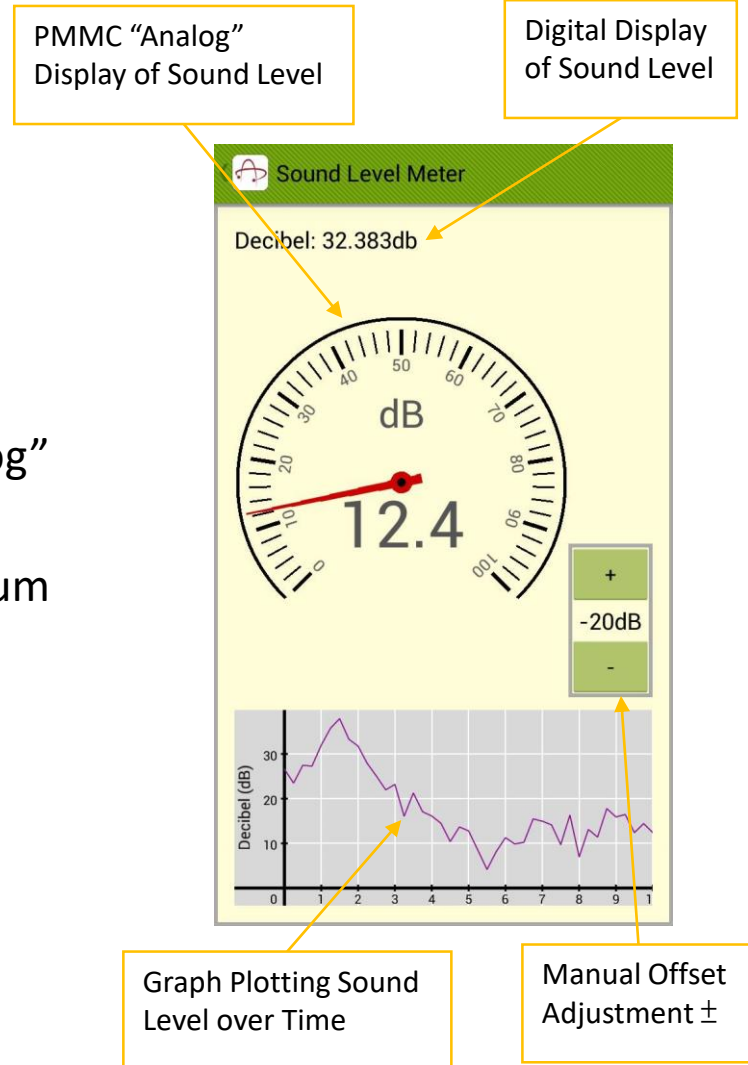 PMMC “Analog”
Display of Sound Level
Digital Display
of Sound Level
Sound Level Meter
Decibel: 32.383db
0
10
20
30
40
50
60
70
80
90
100
dB
12.4
+
-20dB
-
og”
um
Decibel (dB)
30
20
10
0 1 2 3 4 5 6 7 8 9 1
Graph Plotting Sound
Level over Time
Manual Offset
Adjustment ±